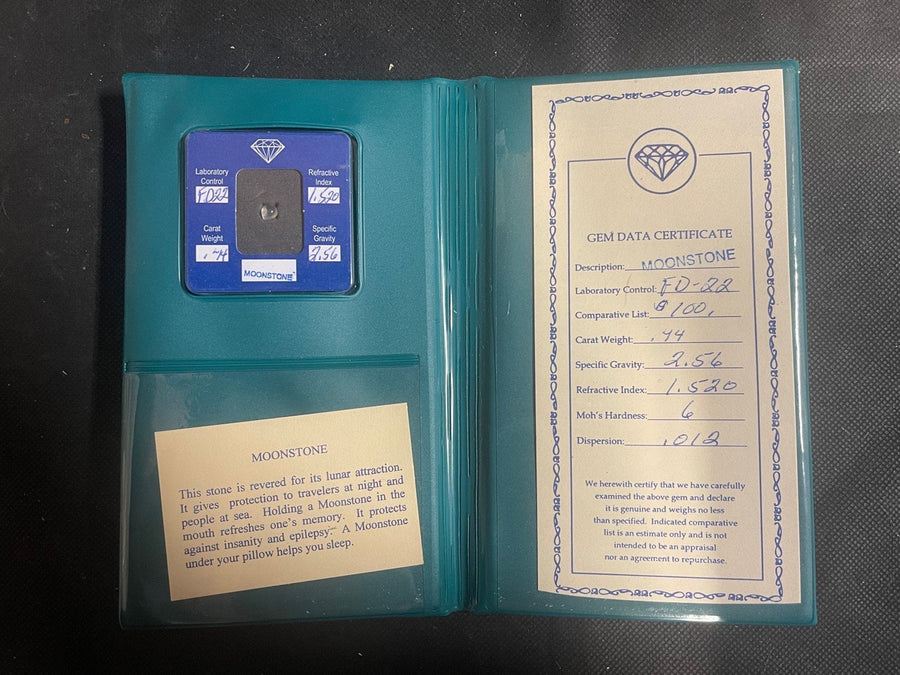 Laboratory
Control
FD22
Refractive
Index
1.520
Carat
Weight
.44
Specific
Gravity
2.56
MOONSTONE
MOONSTONE
This stone is revered for its lunar attraction.
It gives protection to travelers at night and
people at sea. Holding a Moonstone in the
mouth refreshes one's memory. It protects
against insanity and epilepsy. A Moonstone
under your pillow helps you sleep.
GEM DATA CERTIFICATE
Description: MOONSTONE
Laboratory Control: FD-22
Comparative List: $100.
Carat Weight: .44
Specific Gravity: 2.56
Refractive Index: 1.520
Moh's Hardness: 6
Dispersion: .012
We herewith certify that we have carefully
examined the above gem and declare
it is genuine and weighs no less
than specified. Indicated comparative
list is an estimate only and is not
intended to be an appraisal
nor an agreement to repurchase.